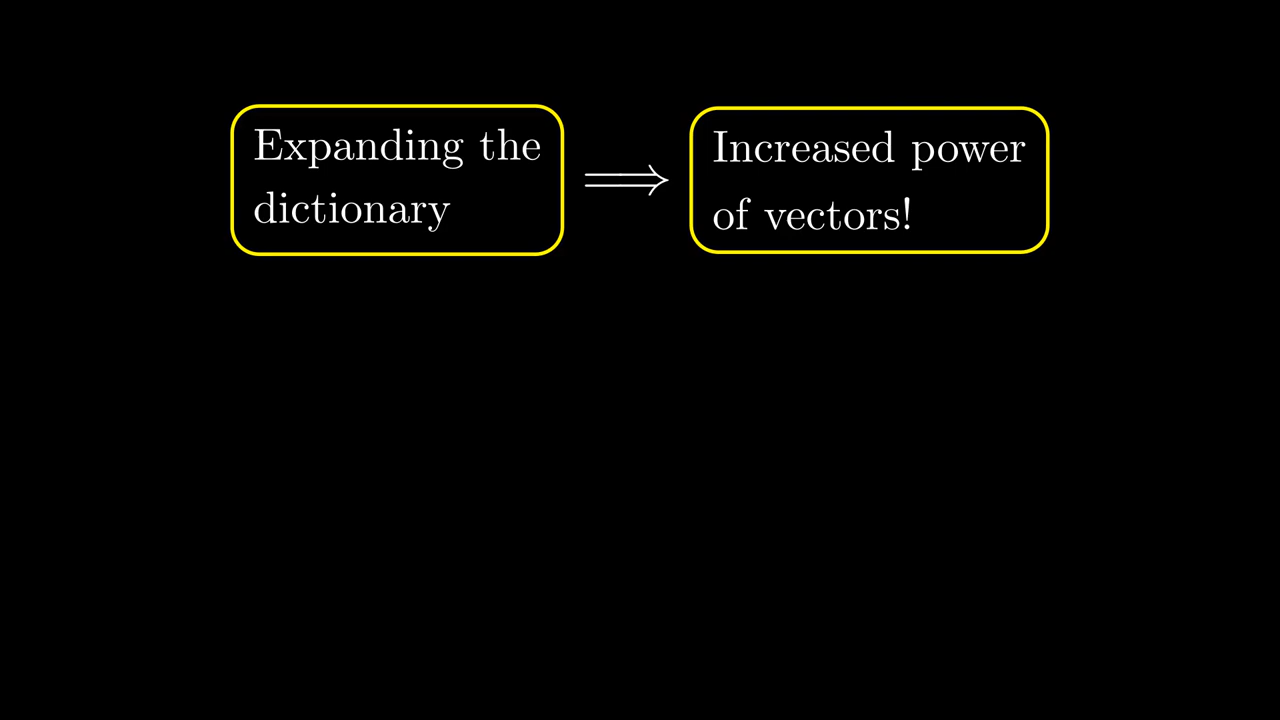 Expanding the
dictionary
⟹
Increased power
of vectors!